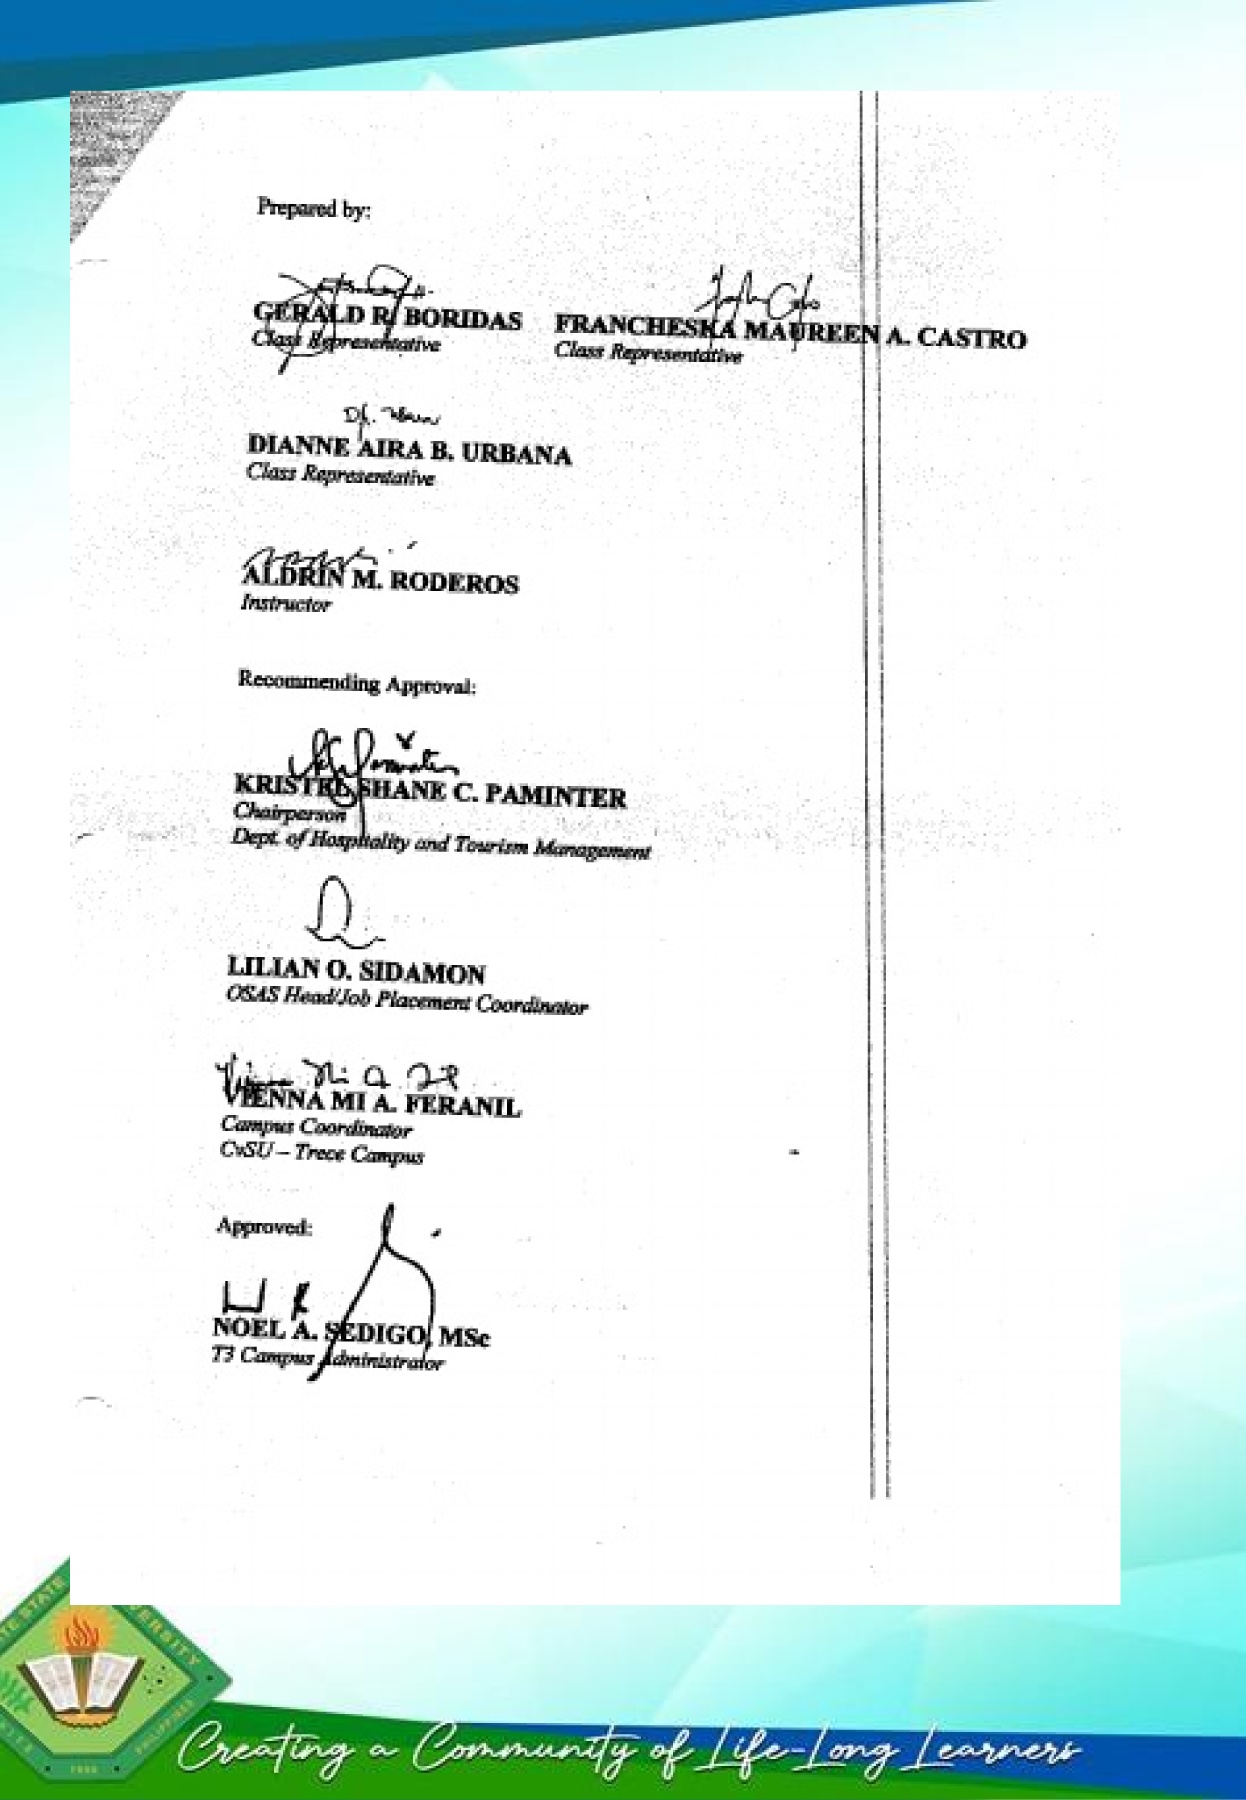 Prepared by:
GERALD R. BORIDAS
Class Representative
FRANCHESKA MAUREEN A. CASTRO
Class Representative
DIANNE AIRA B. URBANA
Class Representative
ALDRIN M. RODEROS
Instructor
Recommending Approval:
KRISTEL SHANE C. PAMINTER
Chairperson
Dept. of Hospitality and Tourism Management
LILIAN O. SIDAMON
OSAS Head/Job Placement Coordinator
VIENNA MI A. FERANIL
Campus Coordinator
CvSU – Trece Campus
Approved:
NOEL A. SEDIGO, MSc
T3 Campus Administrator
Creating a Community of Life-Long Learners